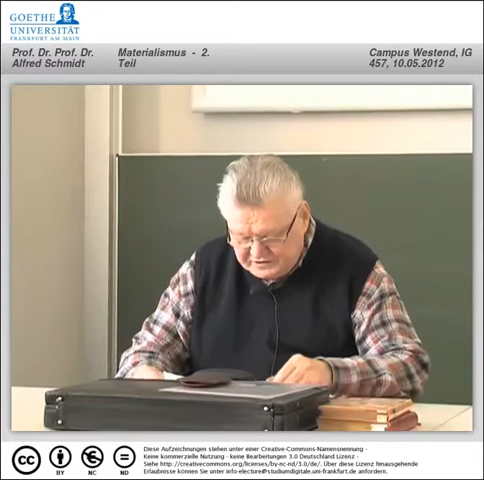 GOETHE
UNIVERSITÄT
FRANKFURT AM MAIN
Prof. Dr. Prof. Dr.
Alfred Schmidt
Materialismus - 2.
Teil
Campus Westend, IG
457, 10.05.2012
cc
BY
NC
ND
Diese Aufzeichnungen stehen unter einer Creative-Commons-Namensnennung -
Keine kommerzielle Nutzung - keine Bearbeitungen 3.0 Deutschland Lizenz -
Siehe http://creativecommons.org/licenses/by-nc-nd/3.0/de/. Über diese Lizenz hinausgehende
Erlaubnisse können Sie unter info-electure@studiumdigitale.uni-frankfurt.de anfordern.